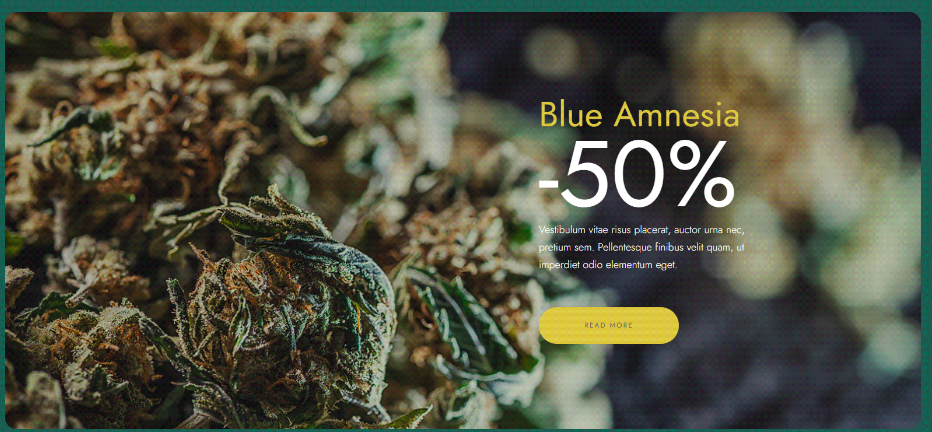 Blue Amnesia
-50%
Vestibulum vitae risus placerat, auctor urna nec,
pretium sem. Pellentesque finibus velit quam, ut
imperdiet odio elementum eget.
READ MORE